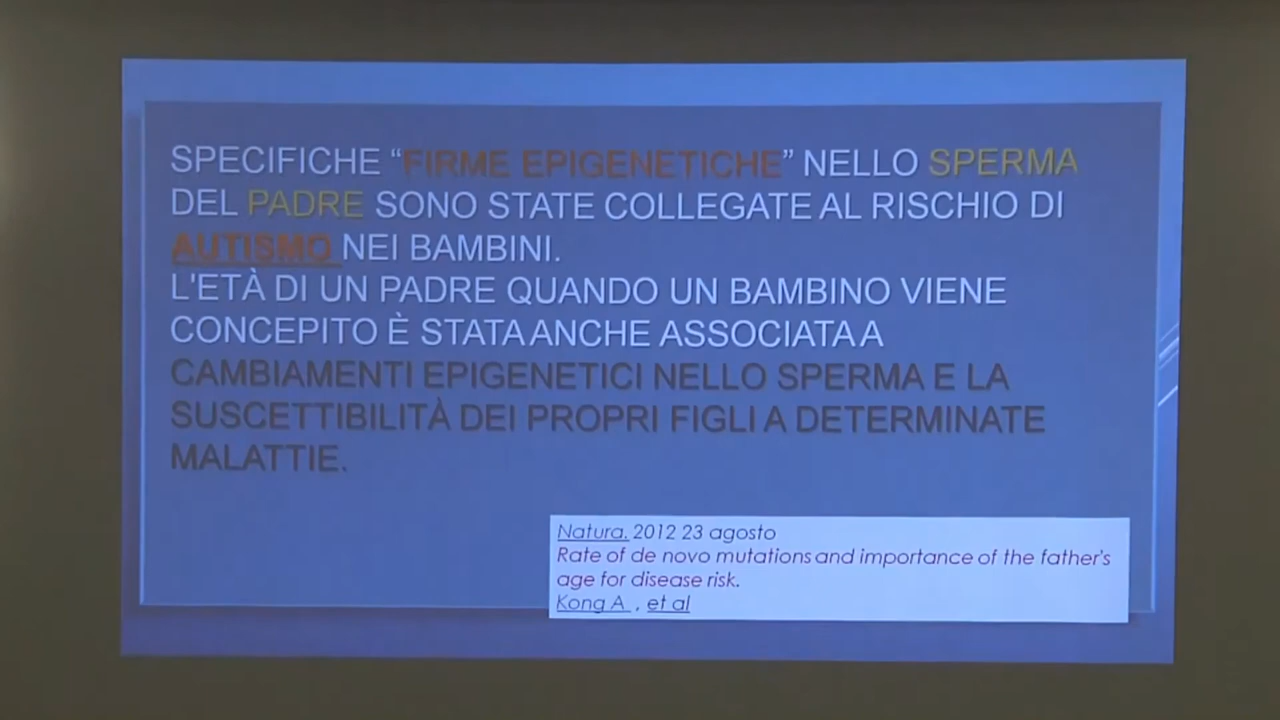 SPECIFICHE “FIRME EPIGENETICHE” NELLO SPERMA
DEL PADRE SONO STATE COLLEGATE AL RISCHIO DI
AUTISMO NEI BAMBINI.
L'ETÀ DI UN PADRE QUANDO UN BAMBINO VIENE
CONCEPITO È STATA ANCHE ASSOCIATA A
CAMBIAMENTI EPIGENETICI NELLO SPERMA E LA
SUSCETTIBILITÀ DEI PROPRI FIGLI A DETERMINATE
MALATTIE.
Natura. 2012 23 agosto
Rate of de novo mutations and importance of the father's
age for disease risk.
Kong A , et al